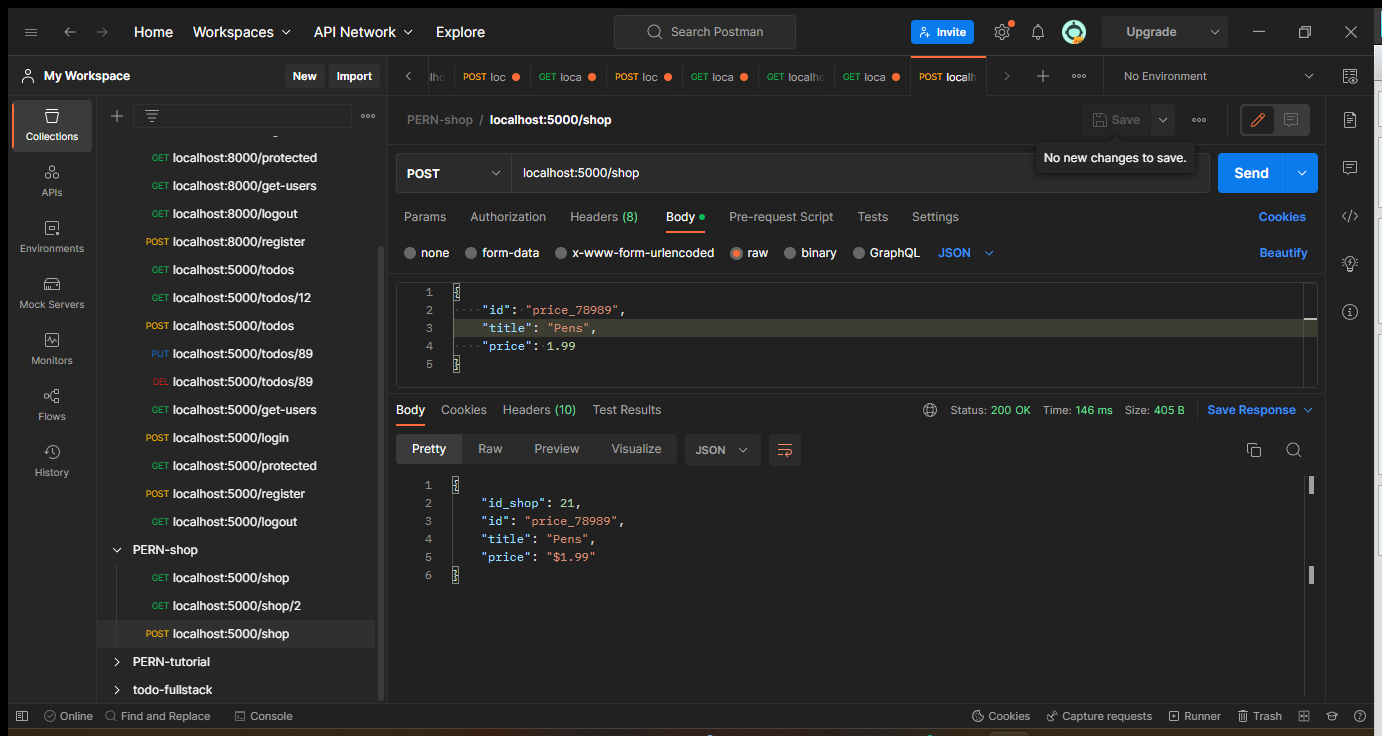 Home Workspaces API Network Explore Search Postman Invite Upgrade
My Workspace New Import
POST loc GET loca POST loc GET loca GET localh GET loca POST localh No Environment
Collections
APIs
Environments
Mock Servers
Monitors
Flows
History
GET localhost:8000/protected
GET localhost:8000/get-users
GET localhost:8000/logout
POST localhost:8000/register
GET localhost:5000/todos
GET localhost:5000/todos/12
POST localhost:5000/todos
PUT localhost:5000/todos/89
DEL localhost:5000/todos/89
GET localhost:5000/get-users
POST localhost:5000/login
GET localhost:5000/protected
POST localhost:5000/register
GET localhost:5000/logout
PERN-shop
GET localhost:5000/shop
GET localhost:5000/shop/2
POST localhost:5000/shop
PERN-tutorial
todo-fullstack
PERN-shop / localhost:5000/shop Save
No new changes to save.
POST localhost:5000/shop Send
Params Authorization Headers (8) Body Pre-request Script Tests Settings Cookies
none form-data x-www-form-urlencoded raw binary GraphQL JSON Beautify
1 {
2 "id": "price_78989",
3 "title": "Pens",
4 "price": 1.99
5 }
Body Cookies Headers (10) Test Results Status: 200 OK Time: 146 ms Size: 405 B Save Response
Pretty Raw Preview Visualize JSON
1 {
2 "id_shop": 21,
3 "id": "price_78989",
4 "title": "Pens",
5 "price": "$1.99"
6 }
Online Find and Replace Console Cookies Capture requests Runner Trash